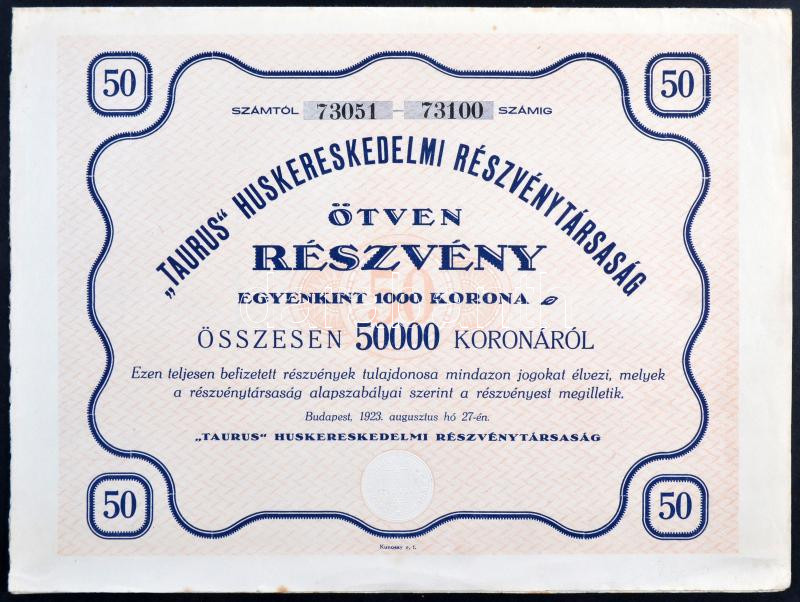 50 50
SZÁMTÓL 73051 — 73100 SZÁMIG
„TAURUS" HUSKERESKEDELMI RÉSZVÉNYTÁRSASÁG
ÖTVEN
RÉSZVÉNY
50
EGYENKINT 1000 KORONA
ÖSSZESEN 50000 KORONÁRÓL
Ezen teljesen befizetett részvények tulajdonosa mindazon jogokat élvezi, melyek
a részvénytársaság alapszabályai szerint a részvényest megilletik.
Budapest, 1923. augusztus hó 27-én.
„TAURUS" HUSKERESKEDELMI RÉSZVÉNYTÁRSASÁG
50 50